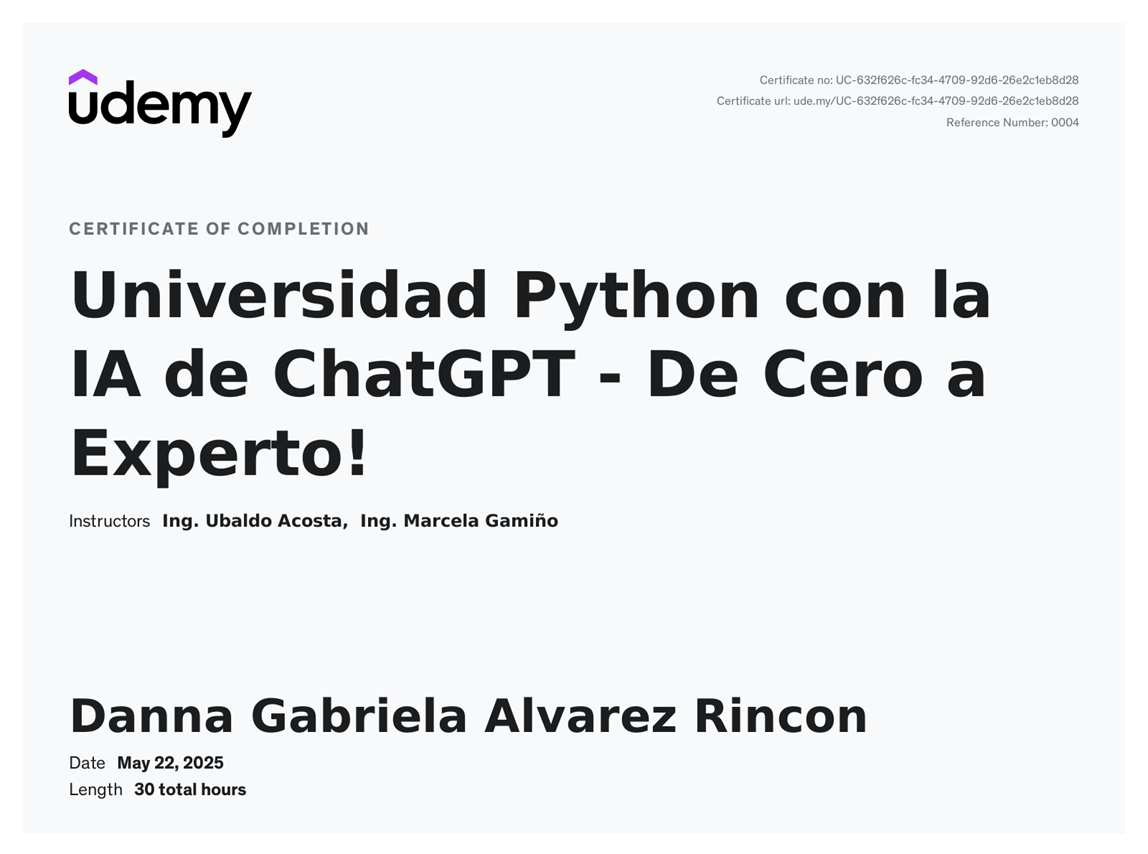 udemy
Certificate no: UC-632f626c-fc34-4709-92d6-26e2c1eb8d28
Certificate url: ude.my/UC-632f626c-fc34-4709-92d6-26e2c1eb8d28
Reference Number: 0004
CERTIFICATE OF COMPLETION
Universidad Python con la
IA de ChatGPT - De Cero a
Experto!
Instructors Ing. Ubaldo Acosta, Ing. Marcela Gamiño
Danna Gabriela Alvarez Rincon
Date May 22, 2025
Length 30 total hours